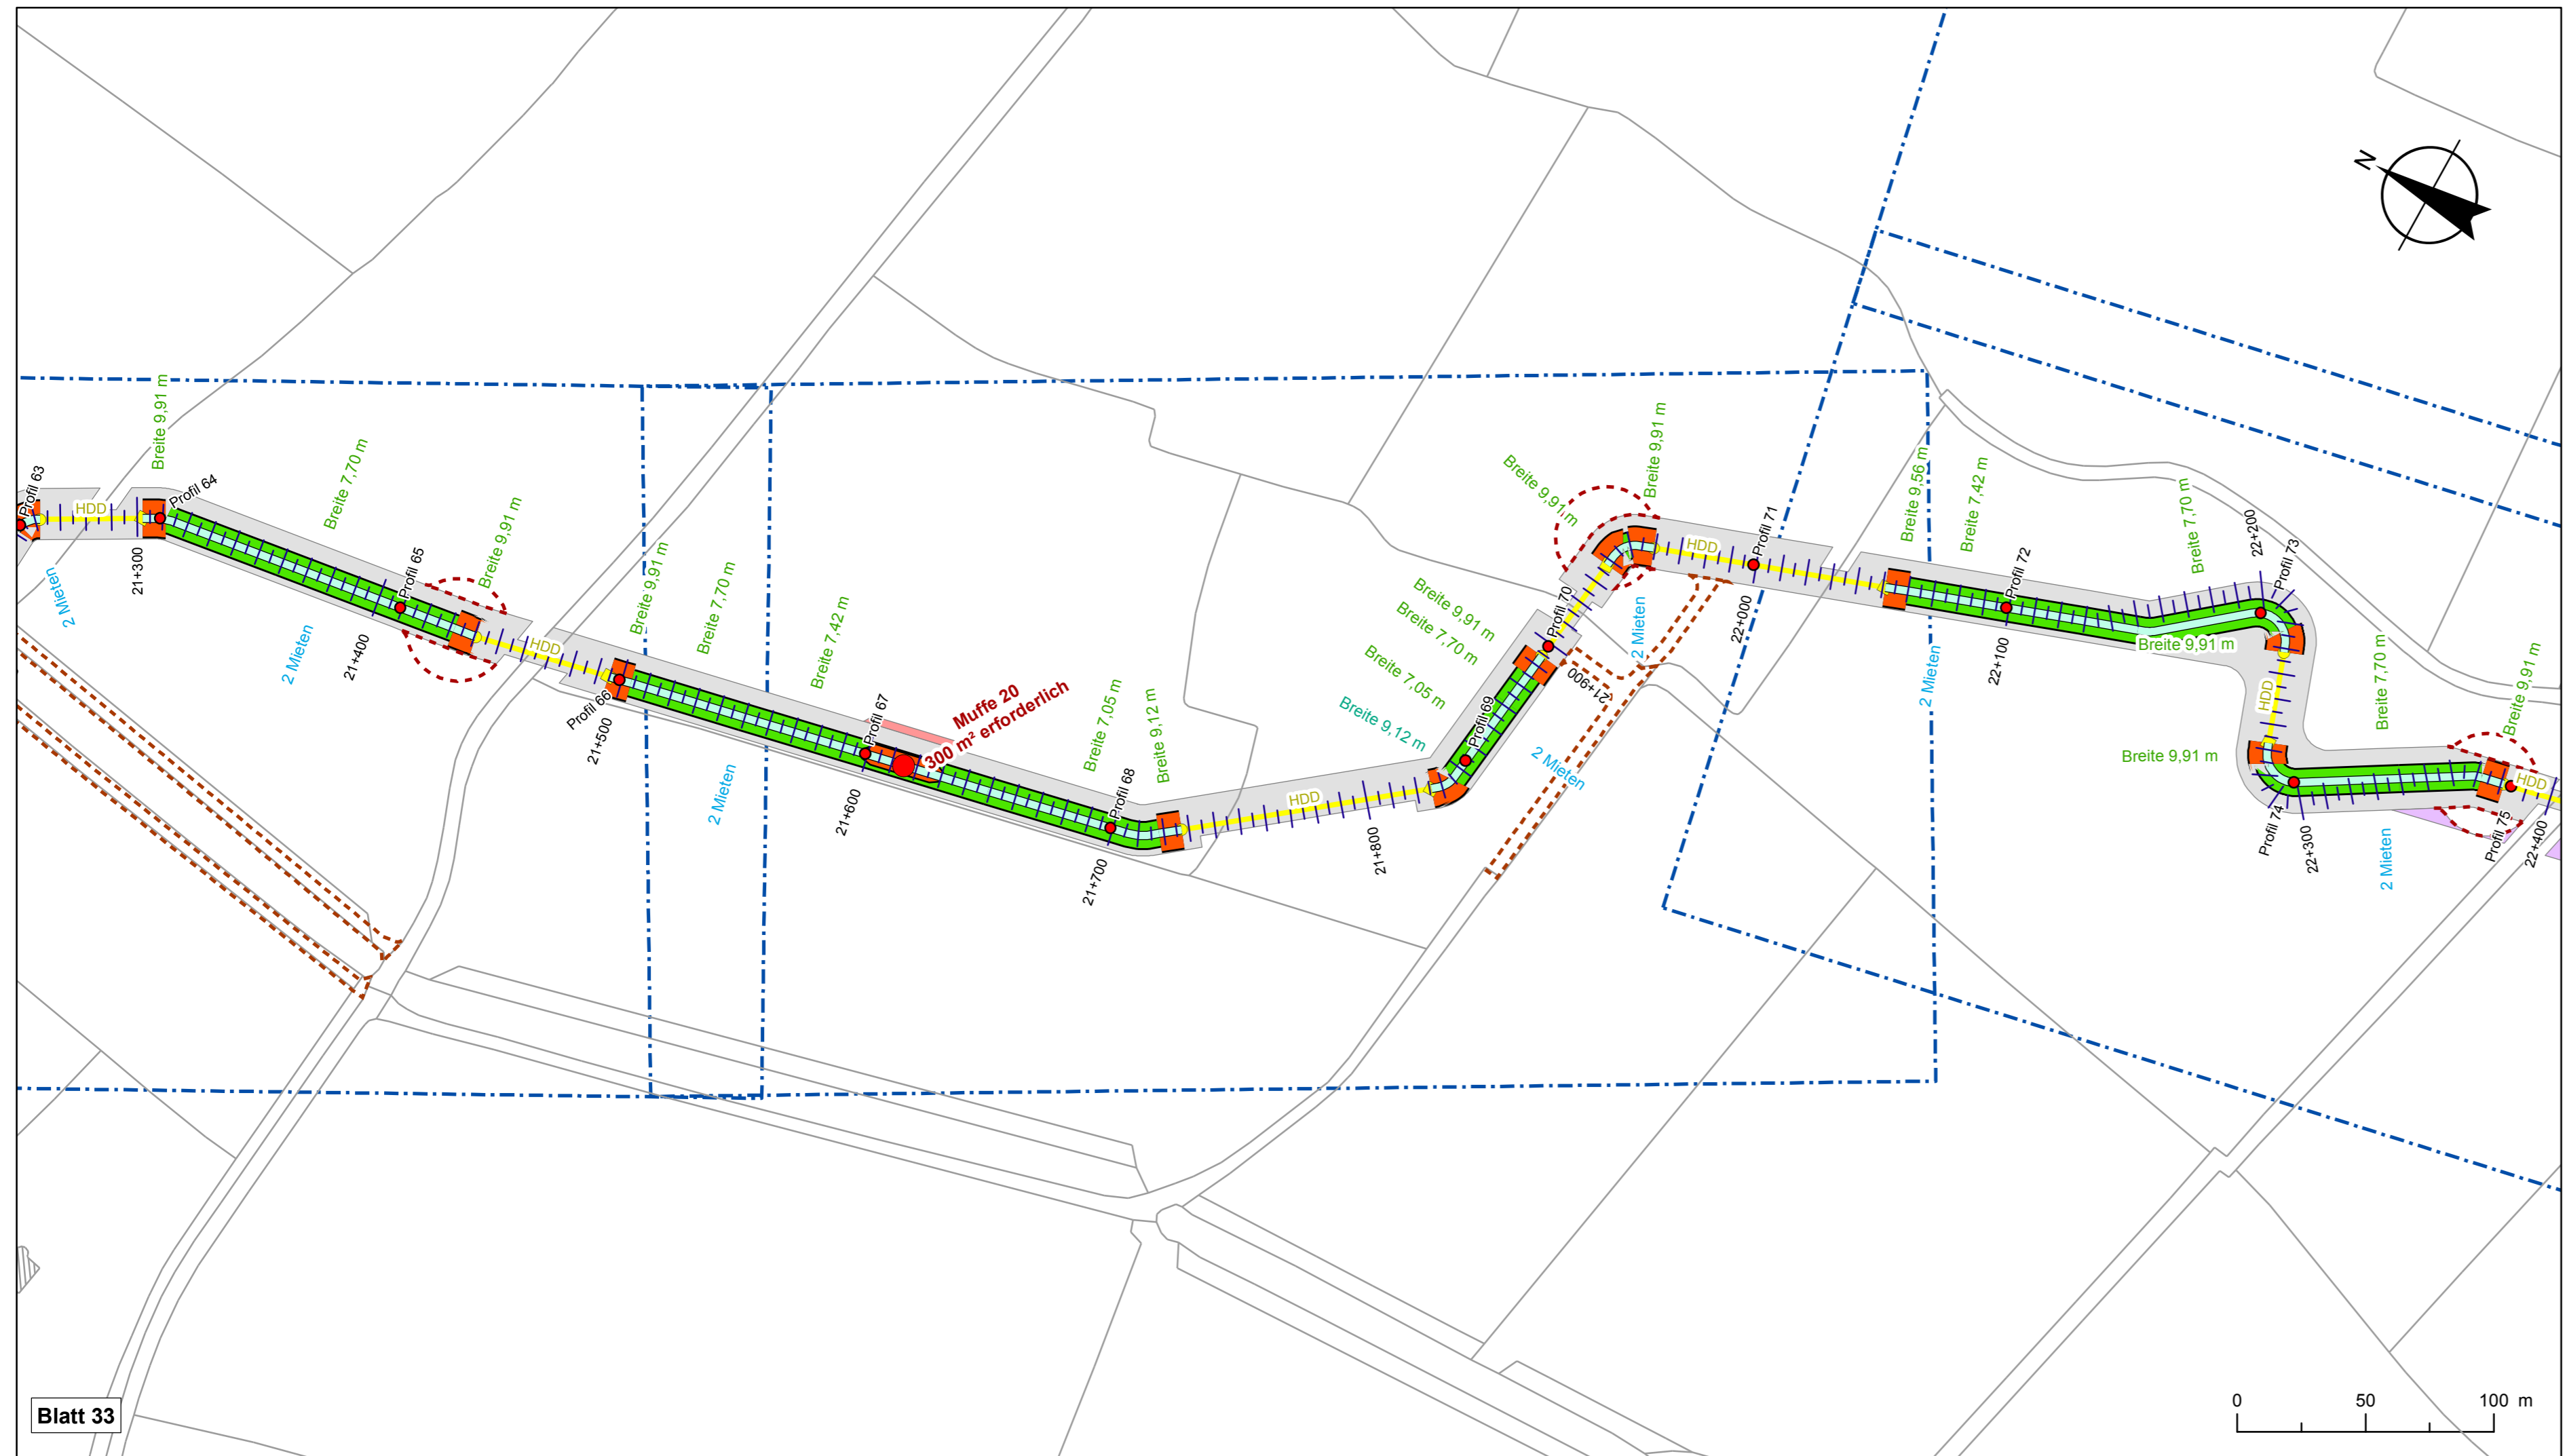 N
Profil 63
HDD
Breite 9,91 m
Profil 64
21+300
2 Mieten
Breite 7,70 m
2 Mieten
21+400
Profil 65
Breite 9,91 m
HDD
Profil 66
21+500
Breite 9,91 m
Breite 7,70 m
2 Mieten
Breite 7,42 m
21+600
Profil 67
Muffe 20
300 m² erforderlich
Breite 7,05 m
Breite 9,12 m
Profil 68
21+700
HDD
21+800
Breite 9,12 m
Breite 7,05 m
Breite 7,70 m
Breite 9,91 m
Profil 69
Profil 70
21+900
2 Mieten
Breite 9,91 m
Breite 9,91 m
2 Mieten
HDD
Profil 71
22+000
Breite 9,56 m
Breite 7,42 m
2 Mieten
Profil 72
22+100
Breite 7,70 m
22+200
Profil 73
Breite 9,91 m
HDD
Breite 9,91 m
Profil 74
22+300
Breite 7,70 m
2 Mieten
Breite 9,91 m
Profil 75
HDD
22+400
Blatt 33
0 50 100 m